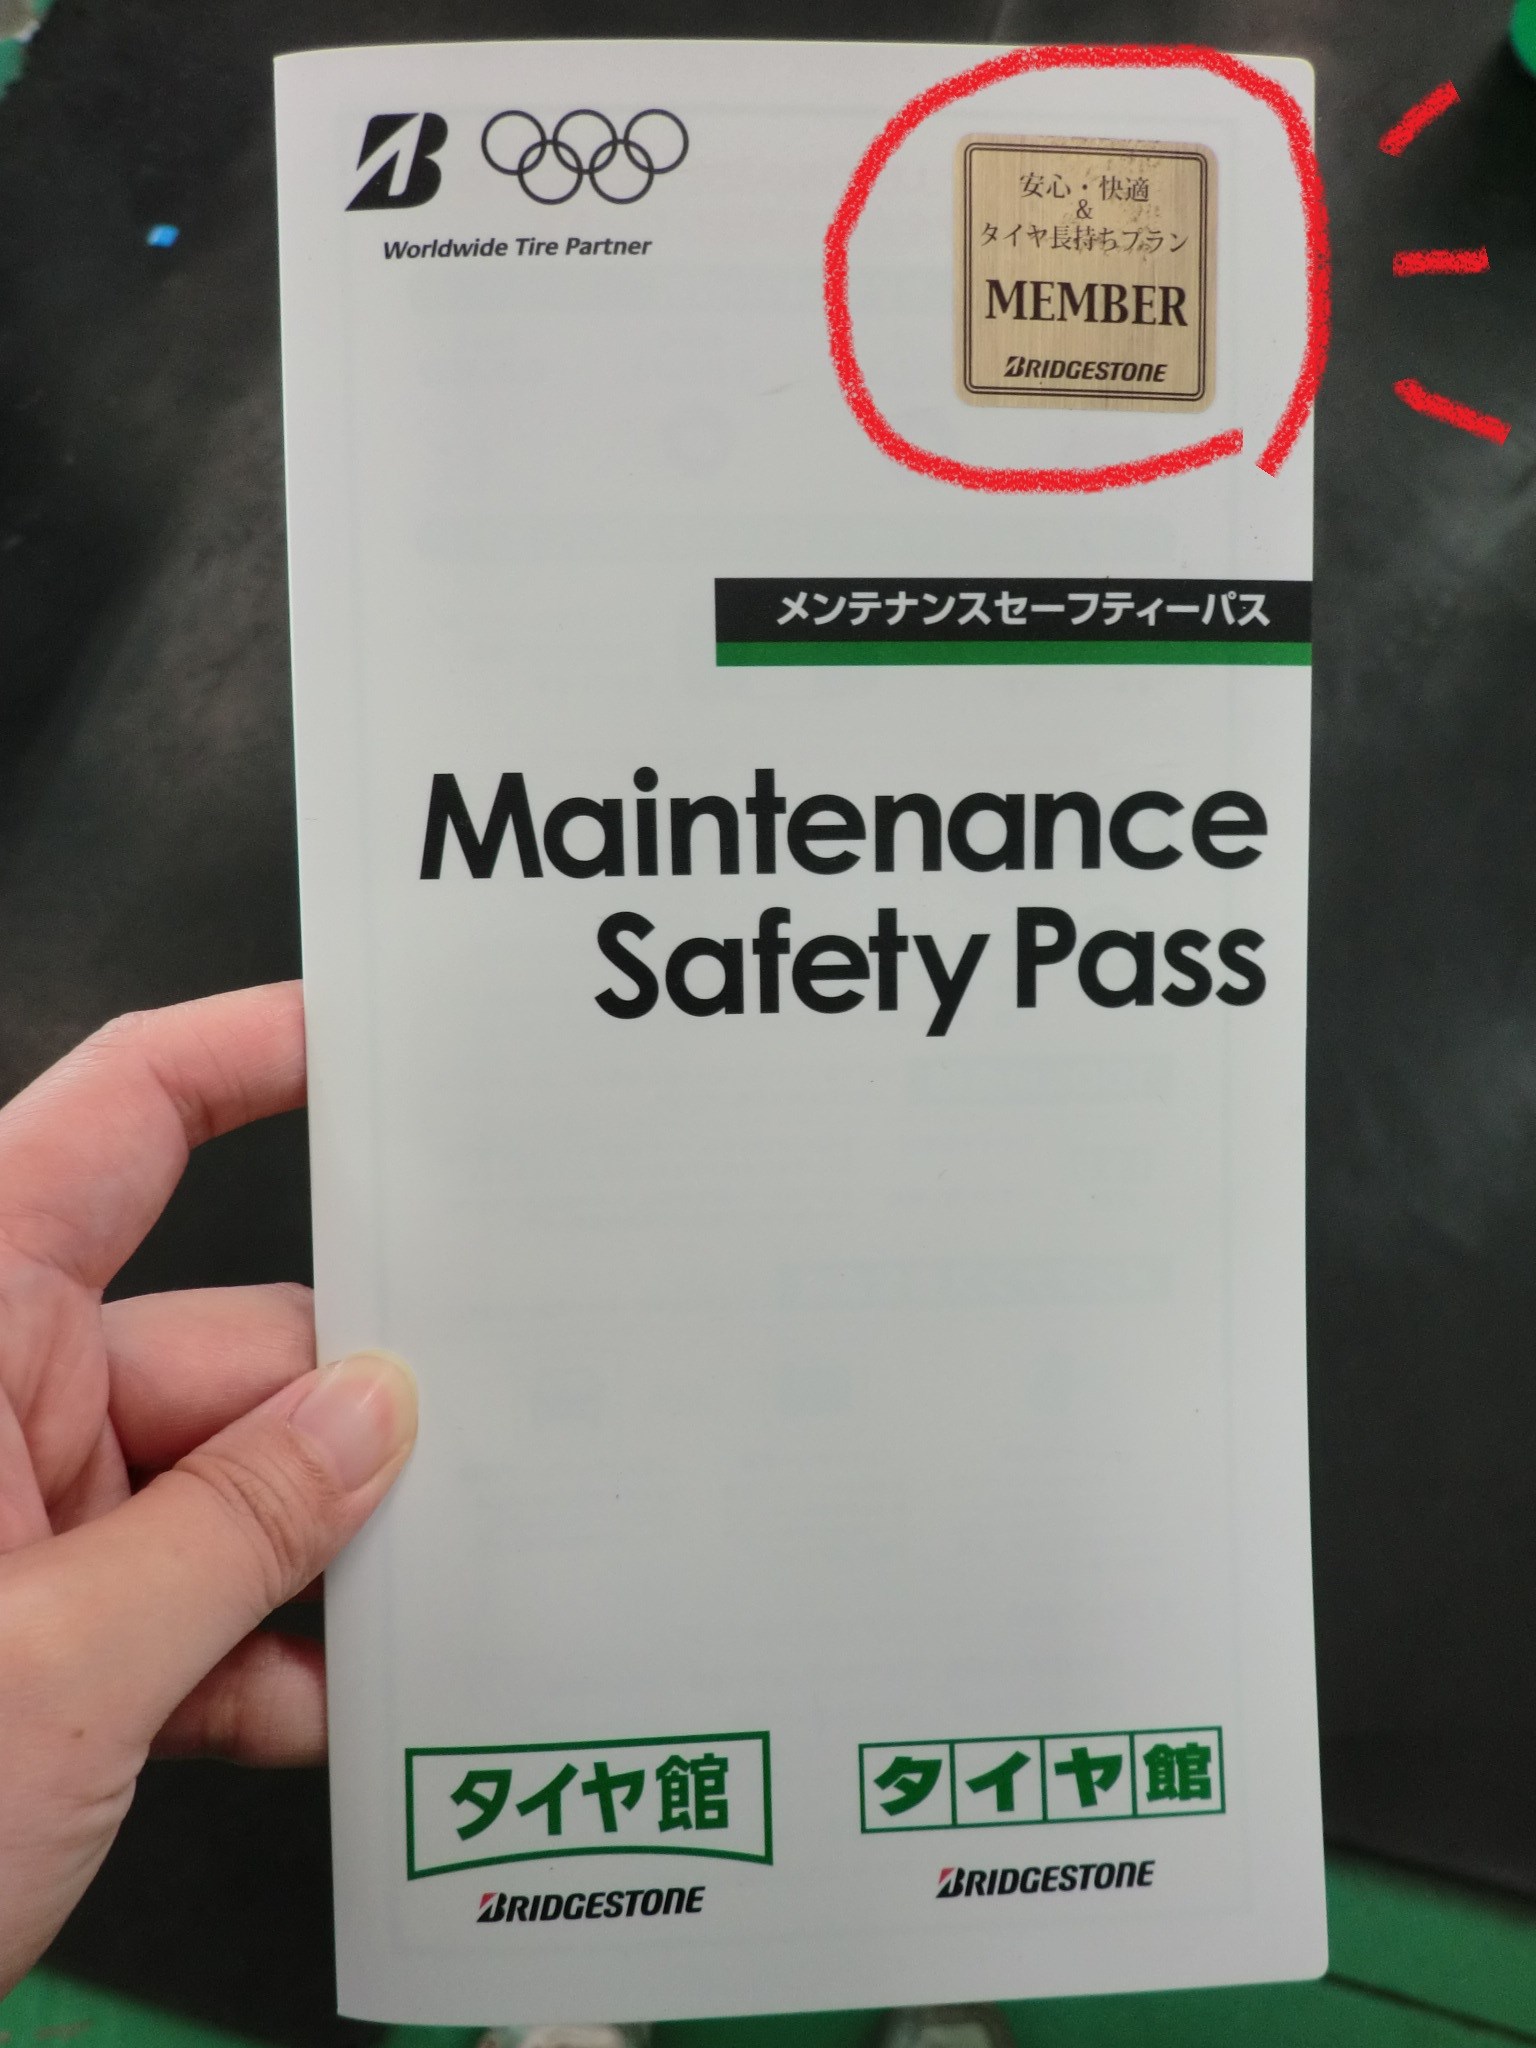 Worldwide Tire Partner
安心・快適
&
タイヤ長持ちプラン
MEMBER
BRIDGESTONE
メンテナンスセーフティーパス
Maintenance
Safety Pass
タイヤ館
BRIDGESTONE
タイヤ館
BRIDGESTONE